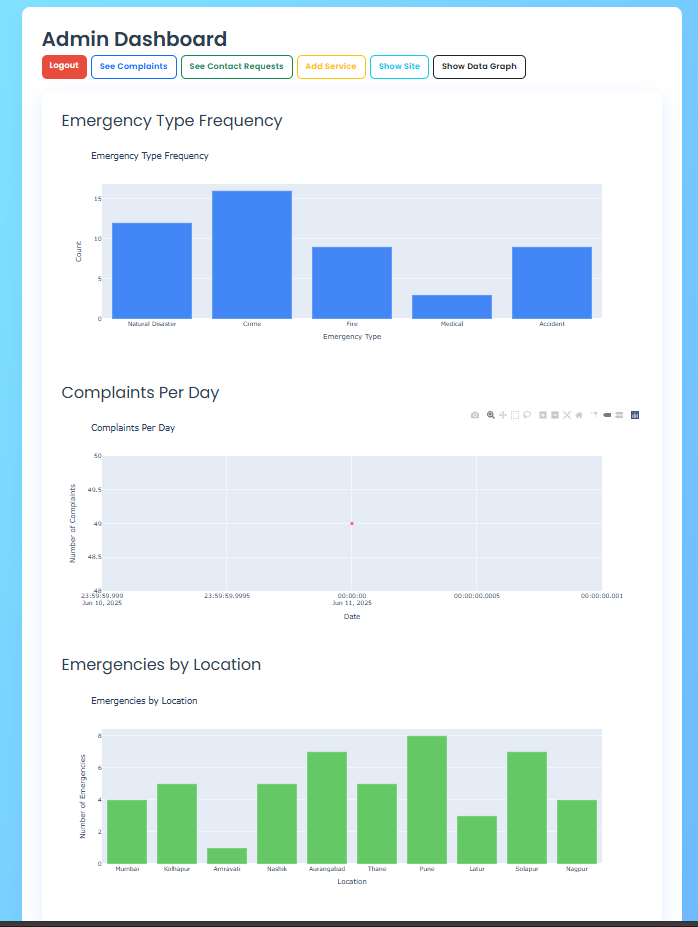 Admin Dashboard
Logout See Complaints See Contact Requests Add Service Show Site Show Data Graph
Emergency Type Frequency
Emergency Type Frequency
15
10
5
0
Count
Natural Disaster Crime Fire Medical Accident
Emergency Type
Complaints Per Day
Complaints Per Day
50
49.5
49
48.5
48
Number of Complaints
23:59:59.999 23:59:59.9995 00:00:00 00:00:00.0005 00:00:00.001
Jun 10, 2025 Jun 11, 2025
Date
Emergencies by Location
Emergencies by Location
8
6
4
2
0
Number of Emergencies
Mumbai Kolhapur Amravati Nashik Aurangabad Thane Pune Latur Solapur Nagpur
Location